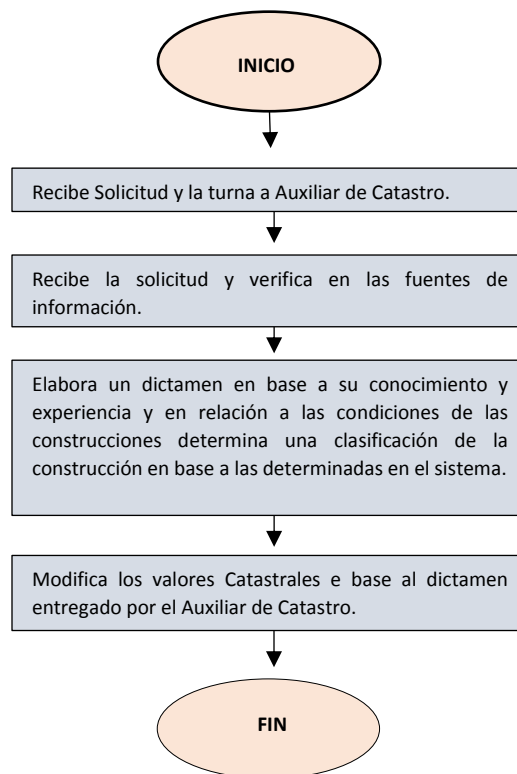 INICIO
Recibe Solicitud y la turna a Auxiliar de Catastro.
Recibe la solicitud y verifica en las fuentes de
información.
Elabora un dictamen en base a su conocimiento y
experiencia y en relación a las condiciones de las
construcciones determina una clasificación de la
construcción en base a las determinadas en el sistema.
Modifica los valores Catastrales e base al dictamen
entregado por el Auxiliar de Catastro.
FIN